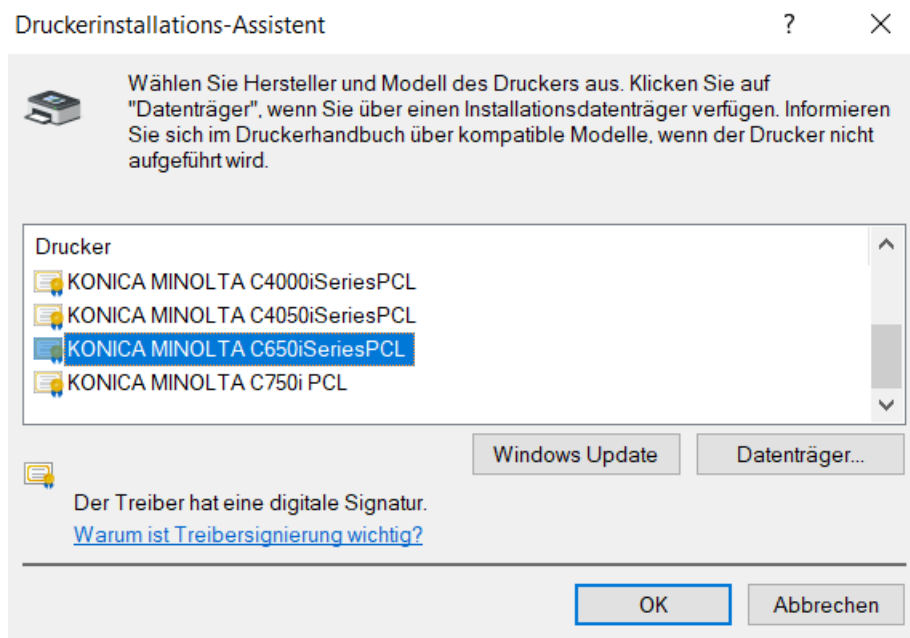 Druckerinstallations-Assistent
?
Wählen Sie Hersteller und Modell des Druckers aus. Klicken Sie auf
"Datenträger", wenn Sie über einen Installationsdatenträger verfügen. Informieren
Sie sich im Druckerhandbuch über kompatible Modelle, wenn der Drucker nicht
aufgeführt wird.
Drucker
KONICA MINOLTA C4000iSeriesPCL
KONICA MINOLTA C4050iSeriesPCL
KONICA MINOLTA C650iSeriesPCL
KONICA MINOLTA C750i PCL
Windows Update
Datenträger...
Der Treiber hat eine digitale Signatur.
Warum ist Treibersignierung wichtig?
OK
Abbrechen